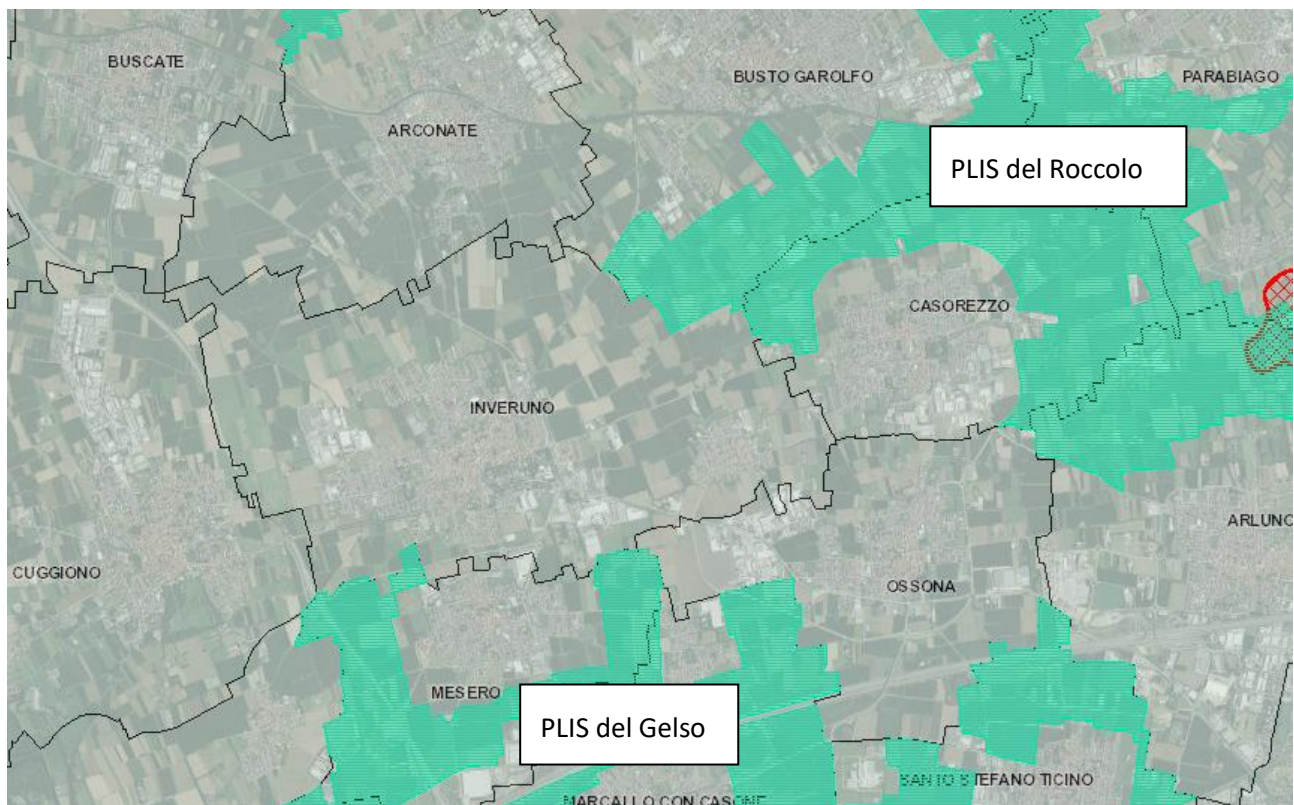 BUSCATE
BUSTO GAROLFO
PARABIAGO
ARCONATE
PLIS del Roccolo
CASOREZZO
INVERUNO
ARLUNO
CUGGIONO
OSSONA
MESERO
PLIS del Gelso
SANTO STEFANO TICINO
MARCALLO CON CASONE